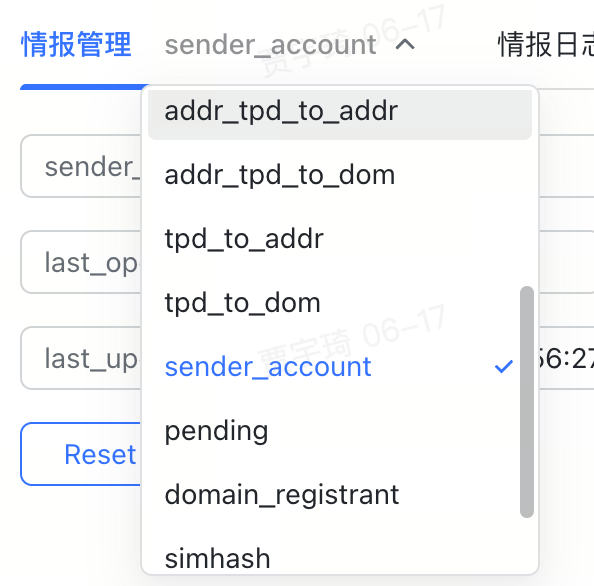 情报管理 sender_account 情报日志
贾宇琦 06-17
addr_tpd_to_addr
sender_
addr_tpd_to_dom
tpd_to_addr
last_op
tpd_to_dom
贾宇琦 06-17
last_up
sender_account
56:27
pending
Reset
domain_registrant
simhash